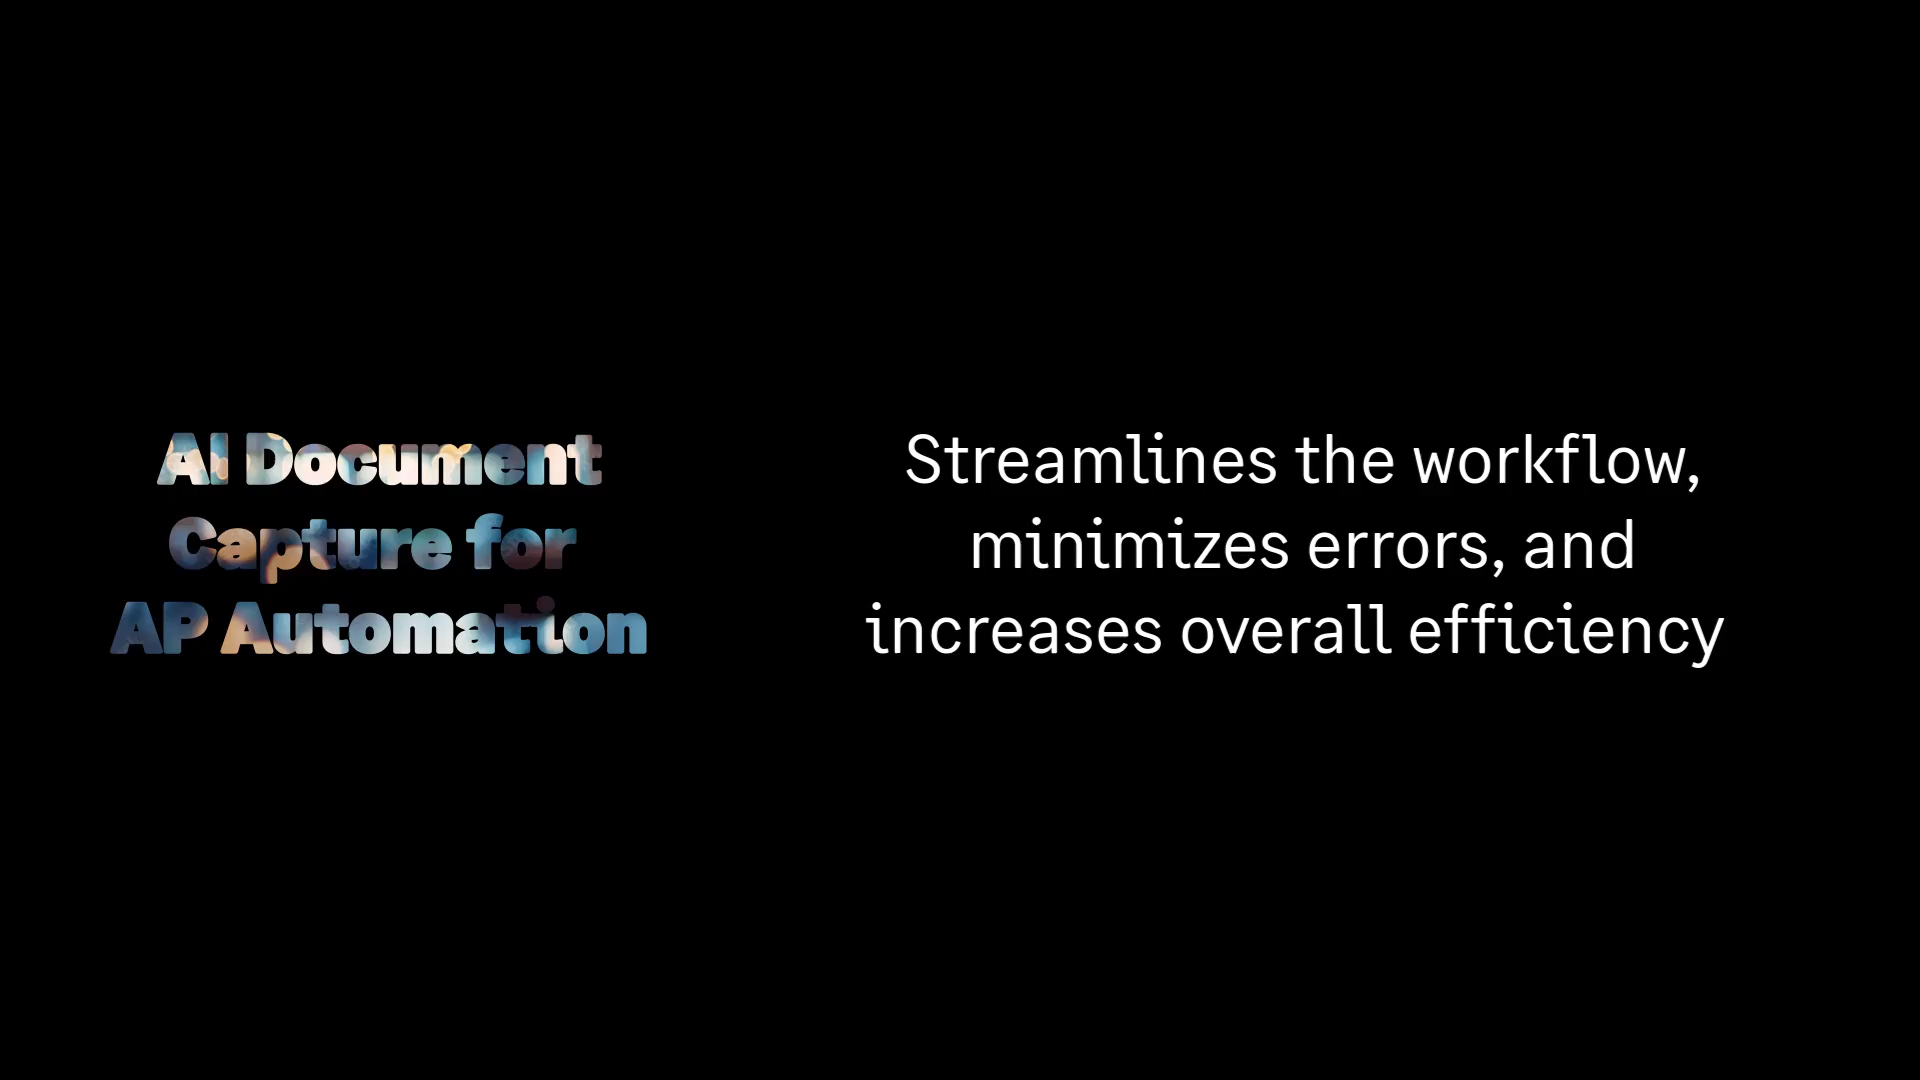 AI Document
Capture for
AP Automation
Streamlines the workflow,
minimizes errors, and
increases overall efficiency